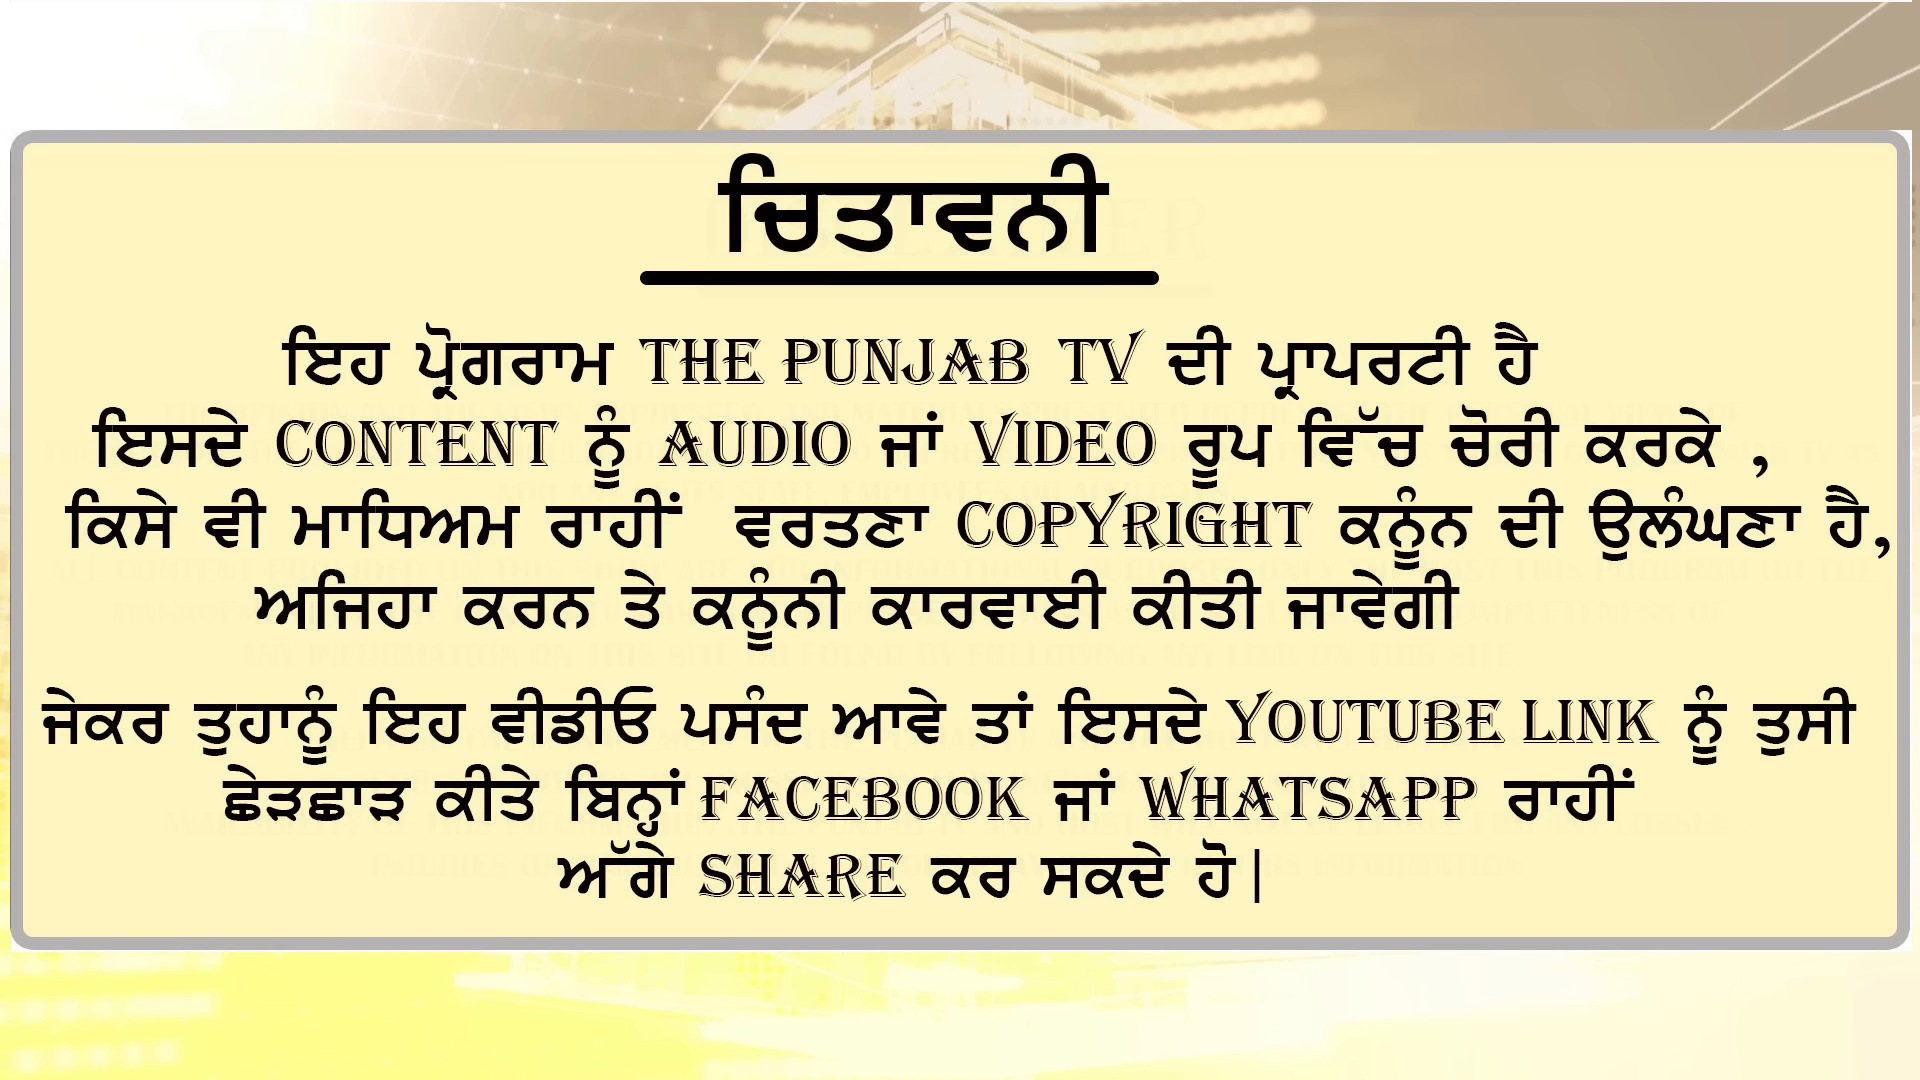 ਚਿਤਾਵਨੀ
ਇਹ ਪ੍ਰੋਗਰਾਮ THE PUNJAB TV ਦੀ ਪ੍ਰਾਪਰਟੀ ਹੈ
ਇਸਦੇ CONTENT ਨੂੰ AUDIO ਜਾਂ VIDEO ਰੂਪ ਵਿੱਚ ਚੋਰੀ ਕਰਕੇ ,
ਕਿਸੇ ਵੀ ਮਾਧਿਅਮ ਰਾਹੀਂ ਵਰਤਣਾ COPYRIGHT ਕਨੂੰਨ ਦੀ ਉਲੰਘਣਾ ਹੈ,
ਅਜਿਹਾ ਕਰਨ ਤੇ ਕਨੂੰਨੀ ਕਾਰਵਾਈ ਕੀਤੀ ਜਾਵੇਗੀ
ਜੇਕਰ ਤੁਹਾਨੂੰ ਇਹ ਵੀਡੀਓ ਪਸੰਦ ਆਵੇ ਤਾਂ ਇਸਦੇ YOUTUBE LINK ਨੂੰ ਤੁਸੀ
ਛੇੜਛਾੜ ਕੀਤੇ ਬਿਨ੍ਹਾਂ FACEBOOK ਜਾਂ WHATSAPP ਰਾਹੀਂ
ਅੱਗੇ SHARE ਕਰ ਸਕਦੇ ਹੋ|